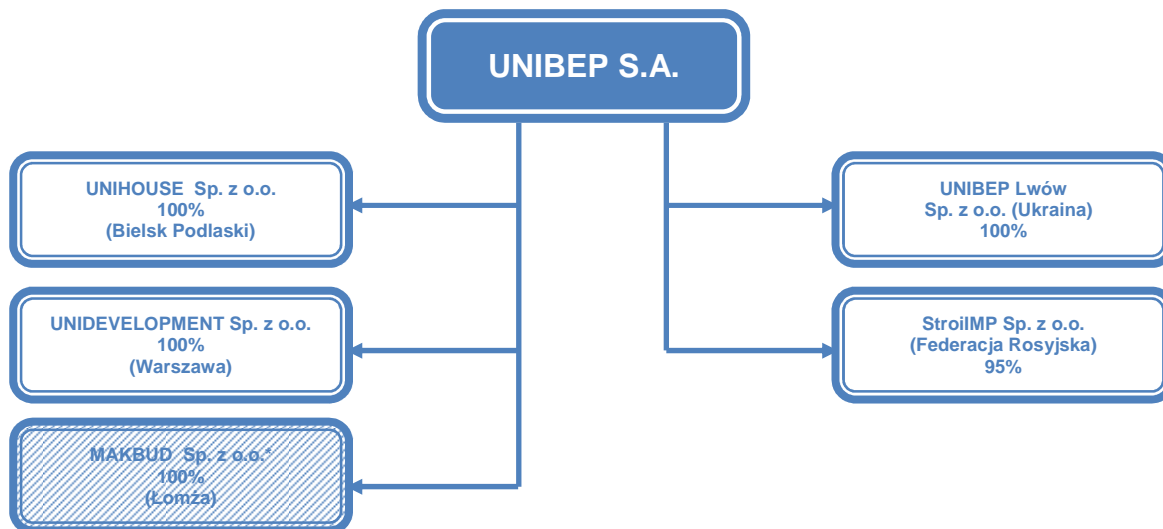 UNIBEP S.A.
UNIHOUSE Sp. z o.o.
100%
(Bielsk Podlaski)
UNIBEP Lwów
Sp. z o.o. (Ukraina)
100%
UNIDEVELOPMENT Sp. z o.o.
100%
(Warszawa)
StroiIMP Sp. z o.o.
(Federacja Rosyjska)
95%
MAKBUD Sp. z o.o.*
100%
(Łomża)